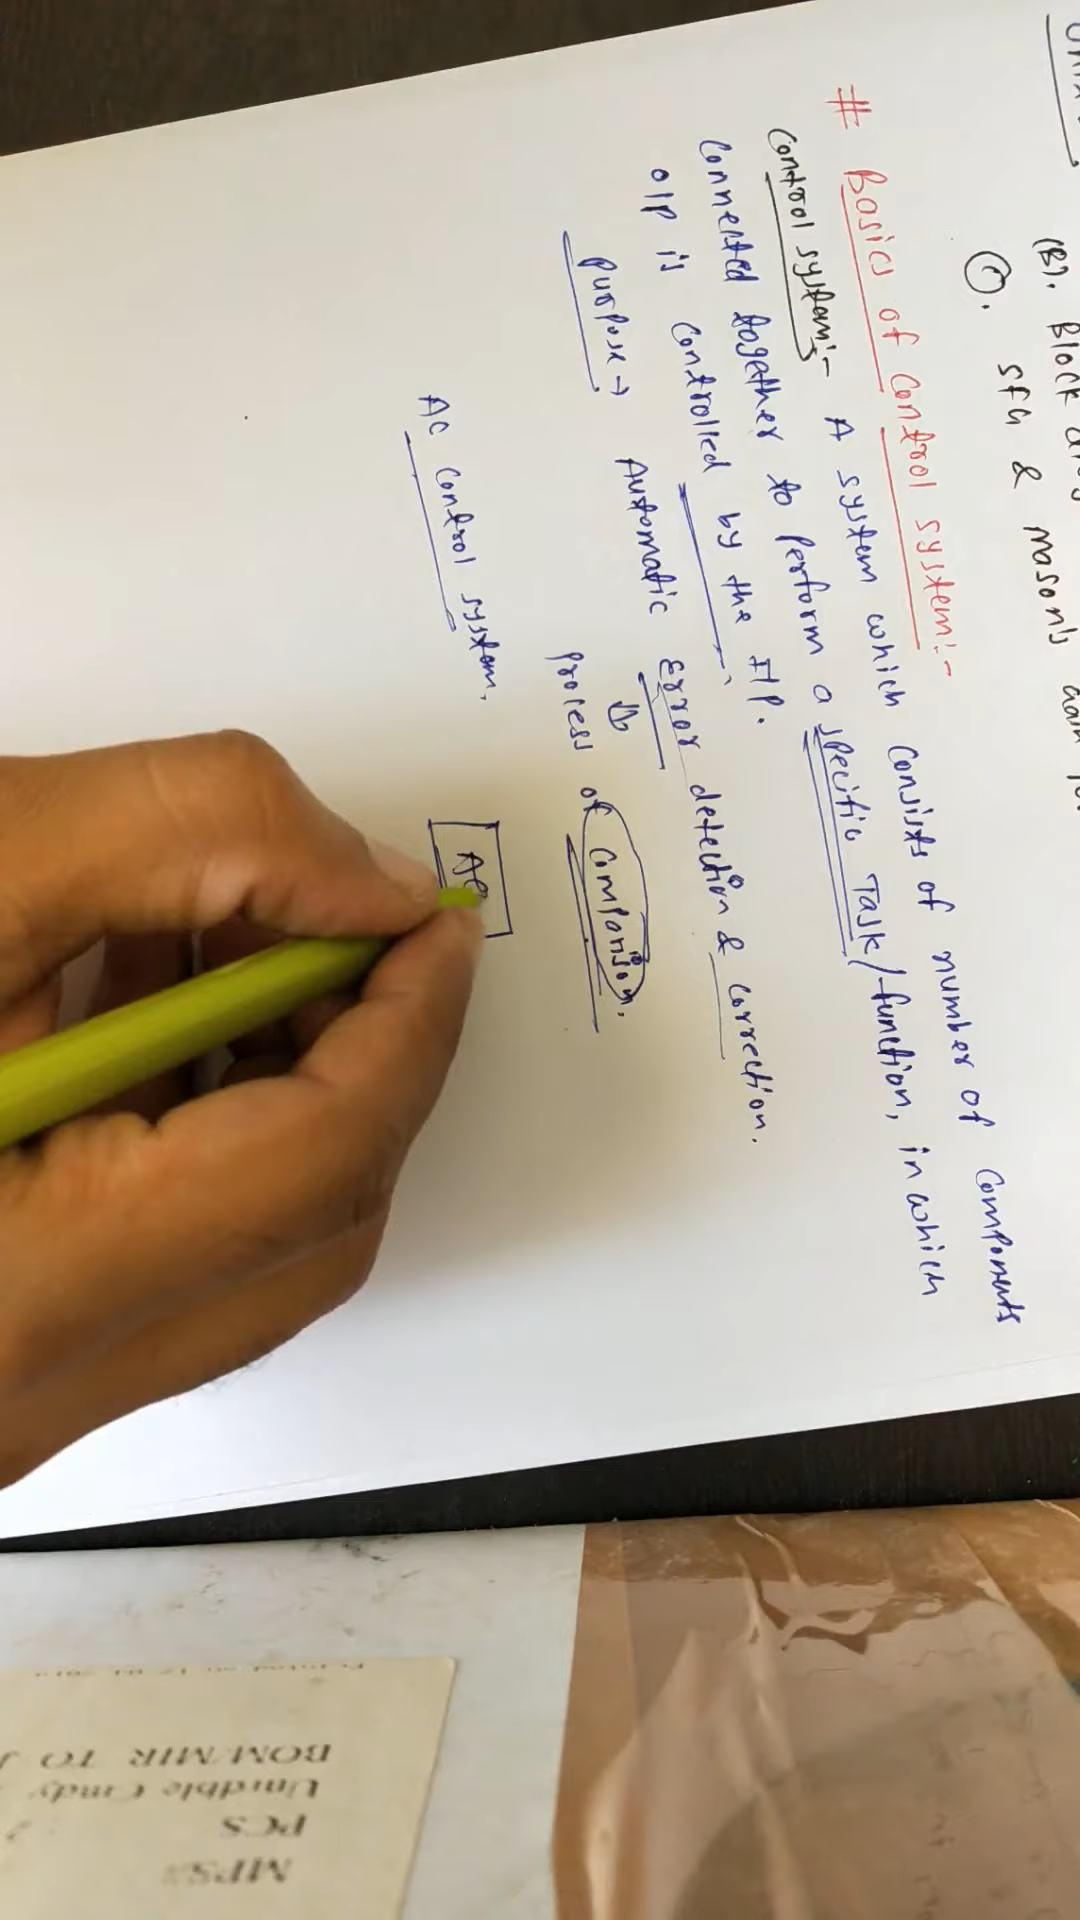 (B). Block
C. SFG & mason's
# Basics of Control system:-
Control system:- A system which consists of number of components
connected together to perform a specific Task/function, in which
o/p is controlled by the I/P.
Purpose → Automatic Error detection & correction.
⇓
Process of Comparison.
AC Control system,
AC
MPS:
PCS
BOM/MIR TO